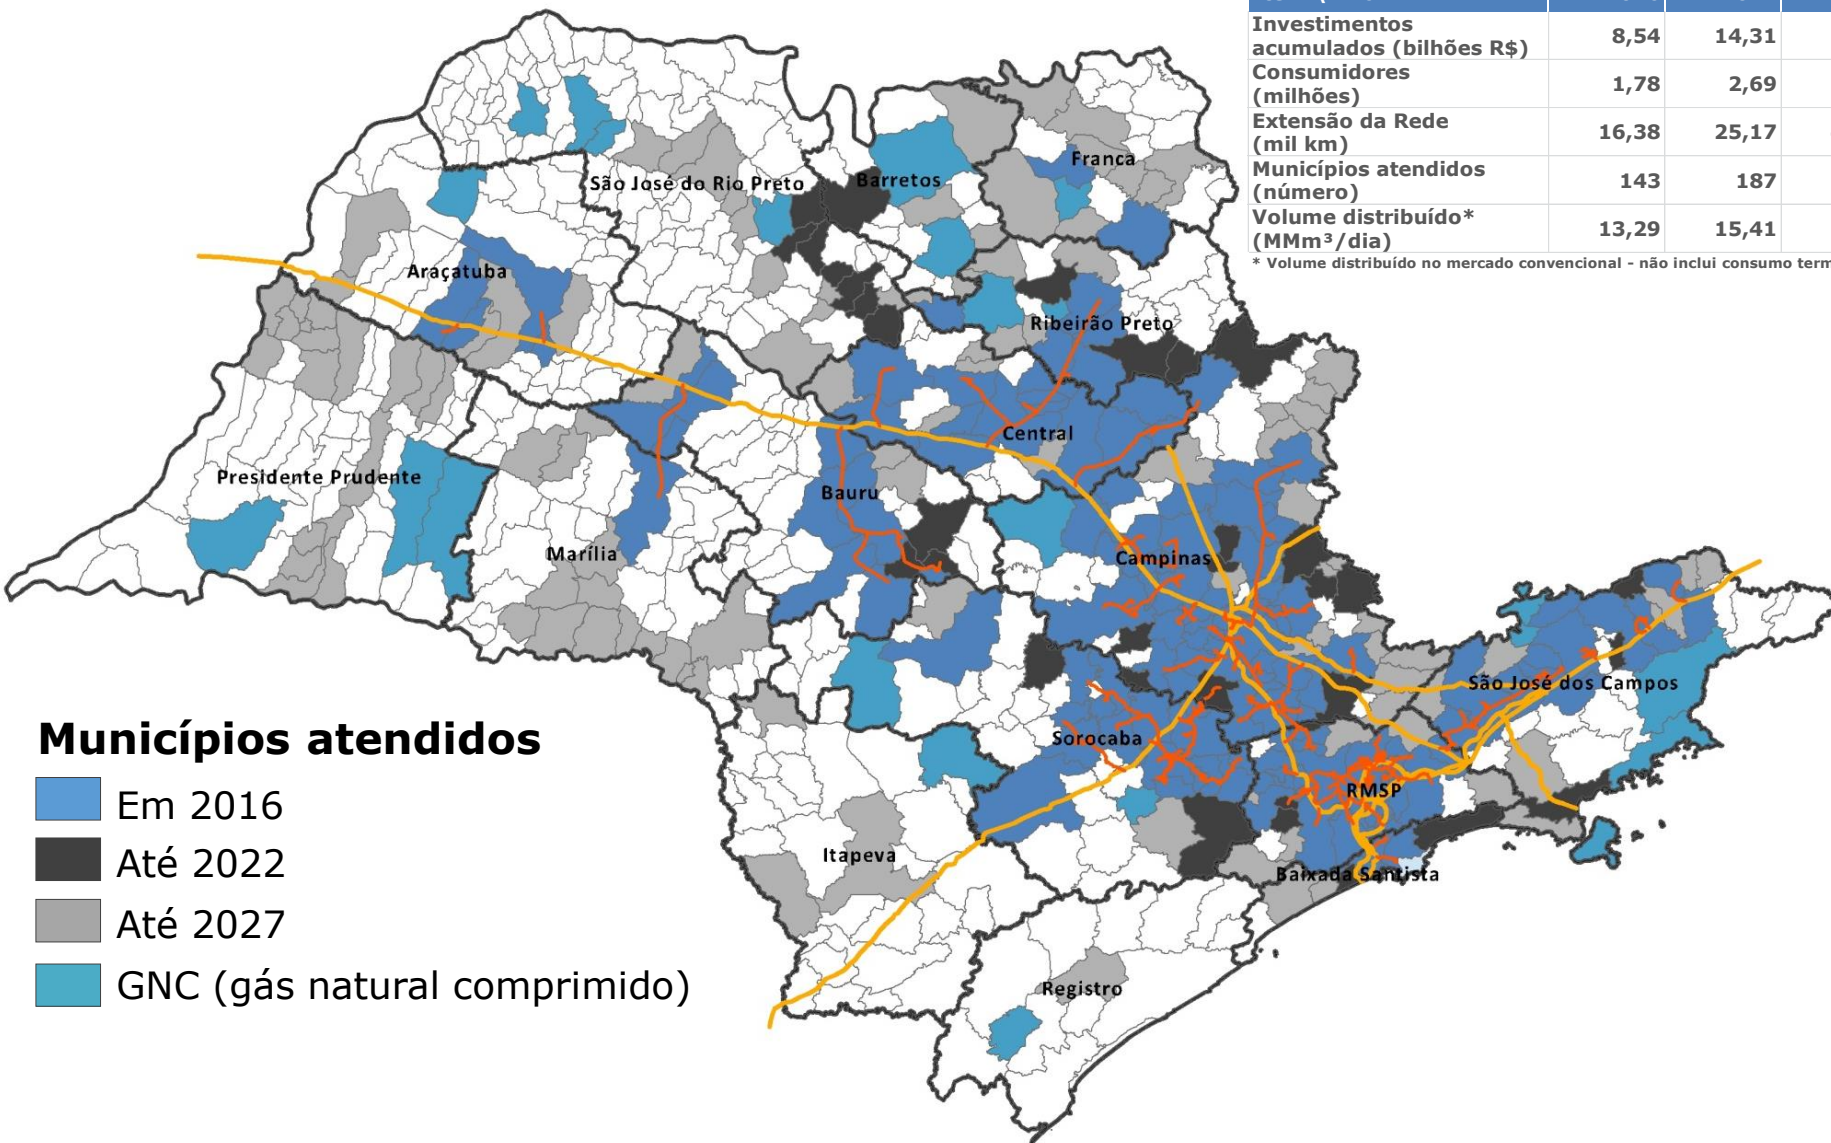 Investimentos
acumulados (bilhões R$) 8,54 14,31
Consumidores
(milhões) 1,78 2,69
Extensão da Rede
(mil km) 16,38 25,17
Municípios atendidos
(número) 143 187
Volume distribuído*
(MMm³/dia) 13,29 15,41
* Volume distribuído no mercado convencional - não inclui consumo term
Franca
São José do Rio Preto
Barretos
Araçatuba
Ribeirão Preto
Central
Presidente Prudente
Bauru
Marília
Campinas
São José dos Campos
Sorocaba
RMSP
Itapeva
Baixada Santista
Registro
Municípios atendidos
Em 2016
Até 2022
Até 2027
GNC (gás natural comprimido)